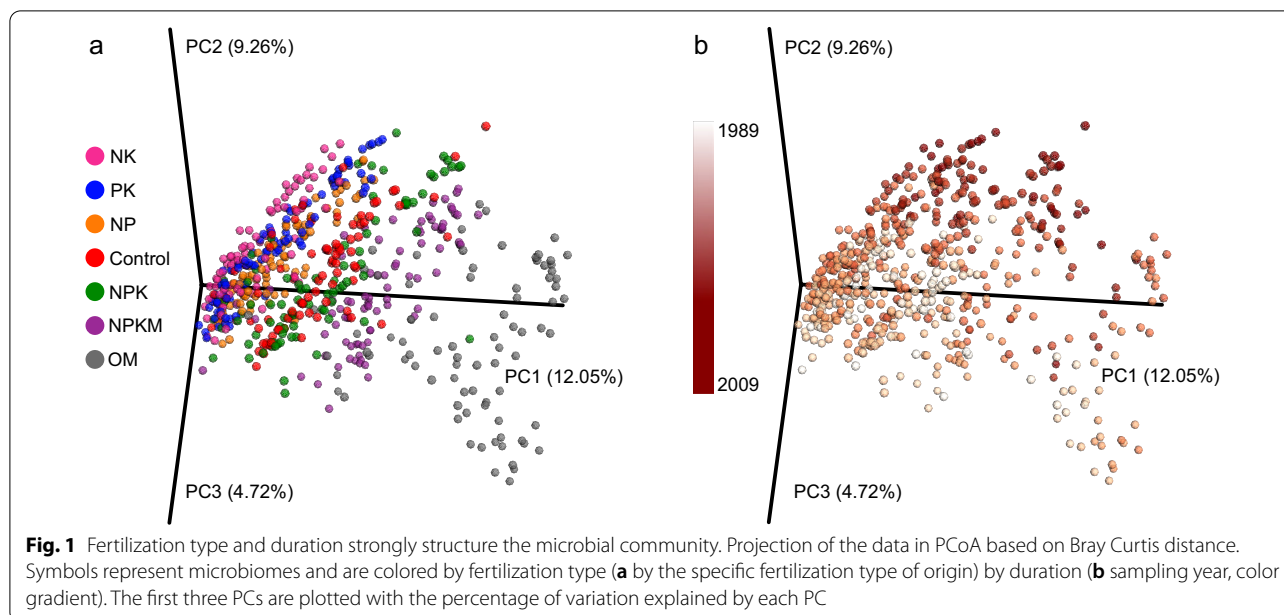 a
PC2 (9.26%)
NK
PK
NP
Control
NPK
NPKM
OM
PC1 (12.05%)
PC3 (4.72%)
b
PC2 (9.26%)
1989
2009
PC1 (12.05%)
PC3 (4.72%)
Fig. 1 Fertilization type and duration strongly structure the microbial community. Projection of the data in PCoA based on Bray Curtis distance.
Symbols represent microbiomes and are colored by fertilization type (a by the specific fertilization type of origin) by duration (b sampling year, color
gradient). The first three PCs are plotted with the percentage of variation explained by each PC